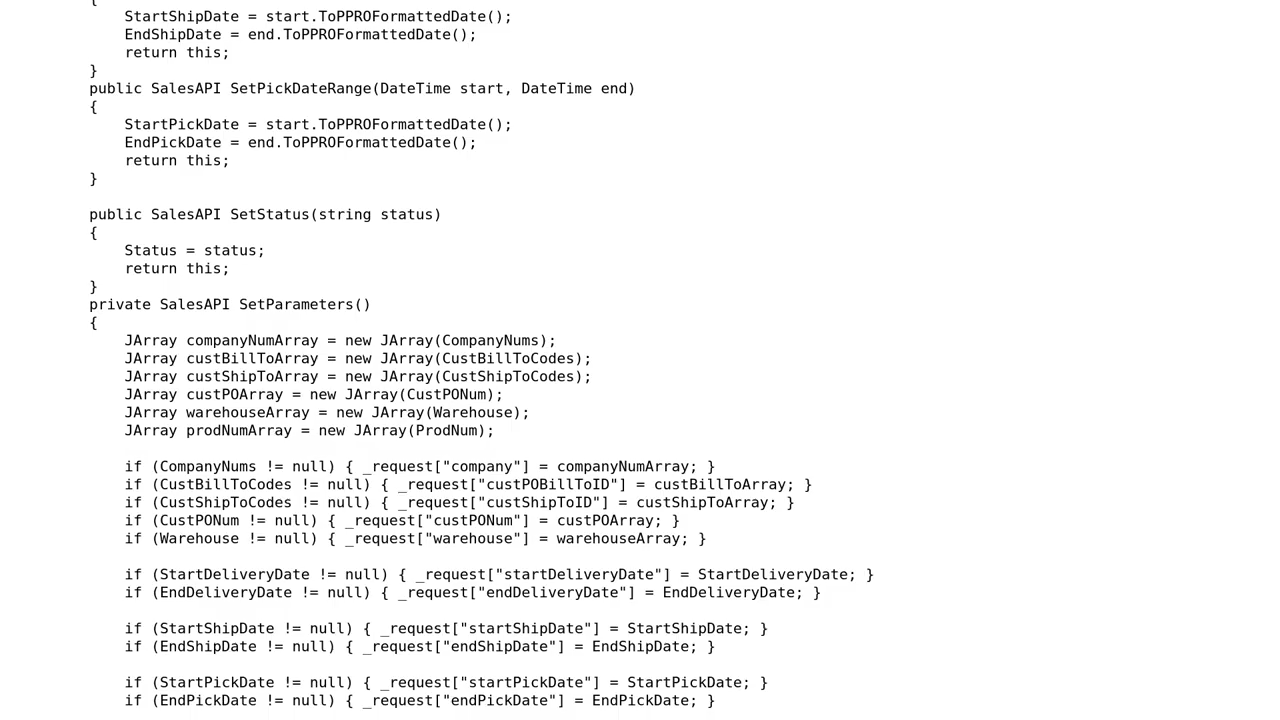 {
    StartShipDate = start.ToPPROFormattedDate();
    EndShipDate = end.ToPPROFormattedDate();
    return this;
}
public SalesAPI SetPickDateRange(DateTime start, DateTime end)
{
    StartPickDate = start.ToPPROFormattedDate();
    EndPickDate = end.ToPPROFormattedDate();
    return this;
}

public SalesAPI SetStatus(string status)
{
    Status = status;
    return this;
}
private SalesAPI SetParameters()
{
    JArray companyNumArray = new JArray(CompanyNums);
    JArray custBillToArray = new JArray(CustBillToCodes);
    JArray custShipToArray = new JArray(CustShipToCodes);
    JArray custPOArray = new JArray(CustPONum);
    JArray warehouseArray = new JArray(Warehouse);
    JArray prodNumArray = new JArray(ProdNum);

    if (CompanyNums != null) { _request["company"] = companyNumArray; }
    if (CustBillToCodes != null) { _request["custPOBillToID"] = custBillToArray; }
    if (CustShipToCodes != null) { _request["custShipToID"] = custShipToArray; }
    if (CustPONum != null) { _request["custPONum"] = custPOArray; }
    if (Warehouse != null) { _request["warehouse"] = warehouseArray; }

    if (StartDeliveryDate != null) { _request["startDeliveryDate"] = StartDeliveryDate; }
    if (EndDeliveryDate != null) { _request["endDeliveryDate"] = EndDeliveryDate; }

    if (StartShipDate != null) { _request["startShipDate"] = StartShipDate; }
    if (EndShipDate != null) { _request["endShipDate"] = EndShipDate; }

    if (StartPickDate != null) { _request["startPickDate"] = StartPickDate; }
    if (EndPickDate != null) { _request["endPickDate"] = EndPickDate; }